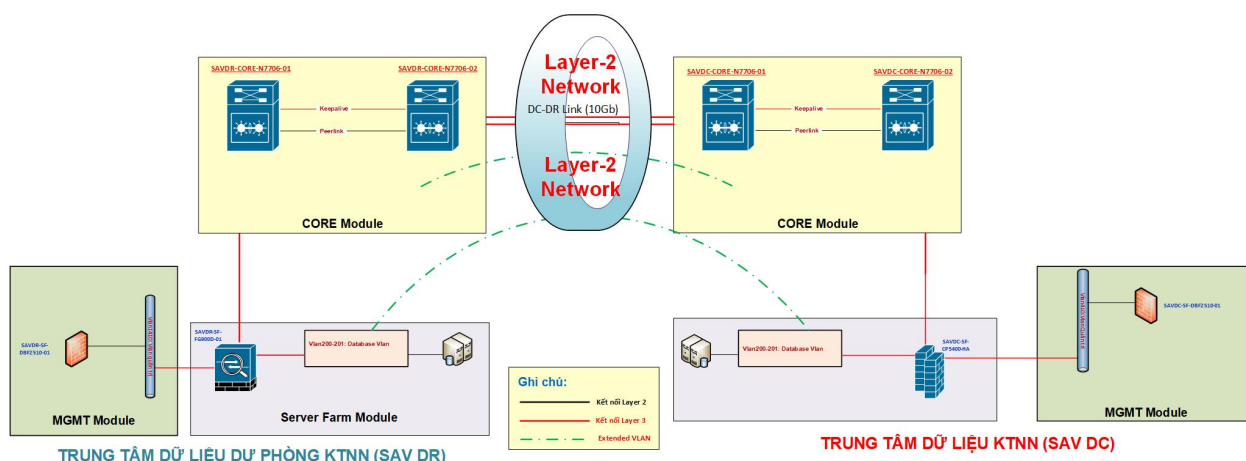 SAVDR-CORE-N7706-01
SAVDR-CORE-N7706-02
Keepalive
Peerlink
CORE Module
Layer-2
Network
DC-DR Link (10Gb)
Layer-2
Network
SAVDC-CORE-N7706-01
SAVDC-CORE-N7706-02
Keepalive
Peerlink
CORE Module
SAVDR-SF-
DBF2510-01
MGMT Module
SAVDR-SF-
FG900D-01
Vlan200-201: Database Vlan
Server Farm Module
Ghi chú:
Kết nối Layer 2
Kết nối Layer 3
Extended VLAN
Vlan200-201: Database Vlan
SAVDC-SF-
CP5400-HA
SAVDC-SF-DBF2510-01
MGMT Module
TRUNG TÂM DỮ LIỆU DỰ PHÒNG KTNN (SAV DR)
TRUNG TÂM DỮ LIỆU KTNN (SAV DC)